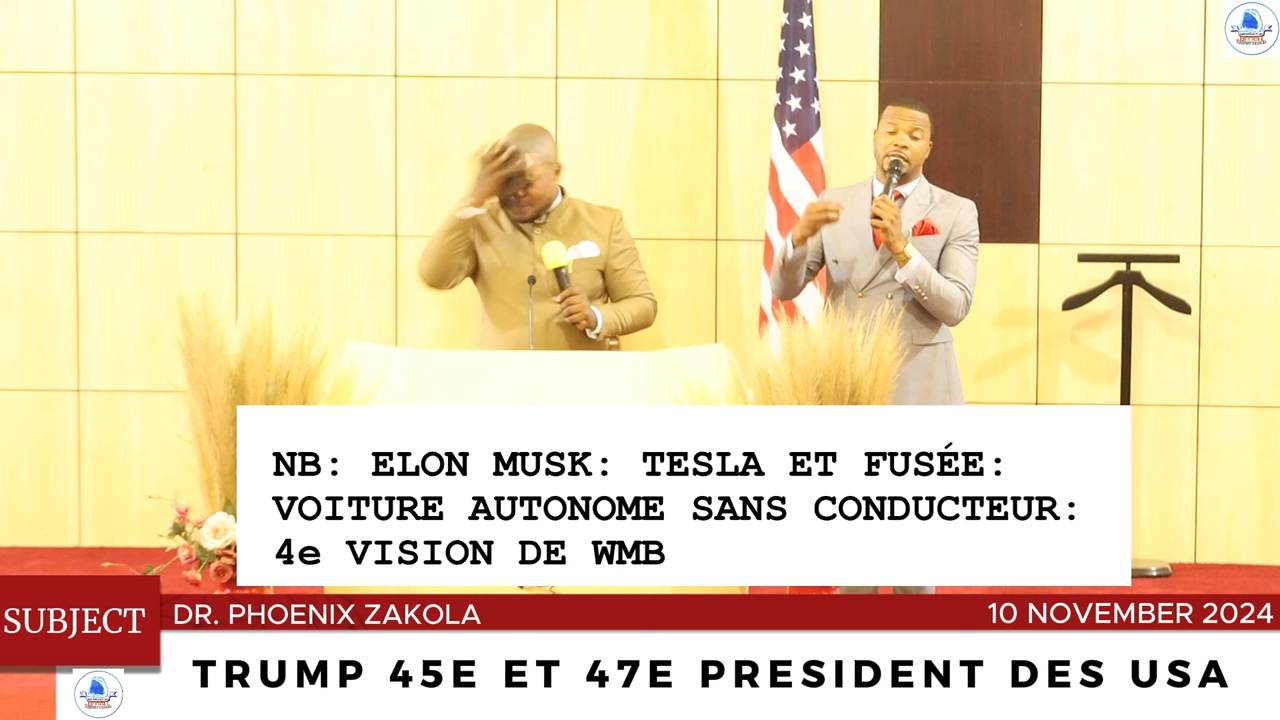 NB: ELON MUSK: TESLA ET FUSÉE:
VOITURE AUTONOME SANS CONDUCTEUR:
4e VISION DE WMB
SUBJECT
DR. PHOENIX ZAKOLA
10 NOVEMBER 2024
TRUMP 45E ET 47E PRESIDENT DES USA